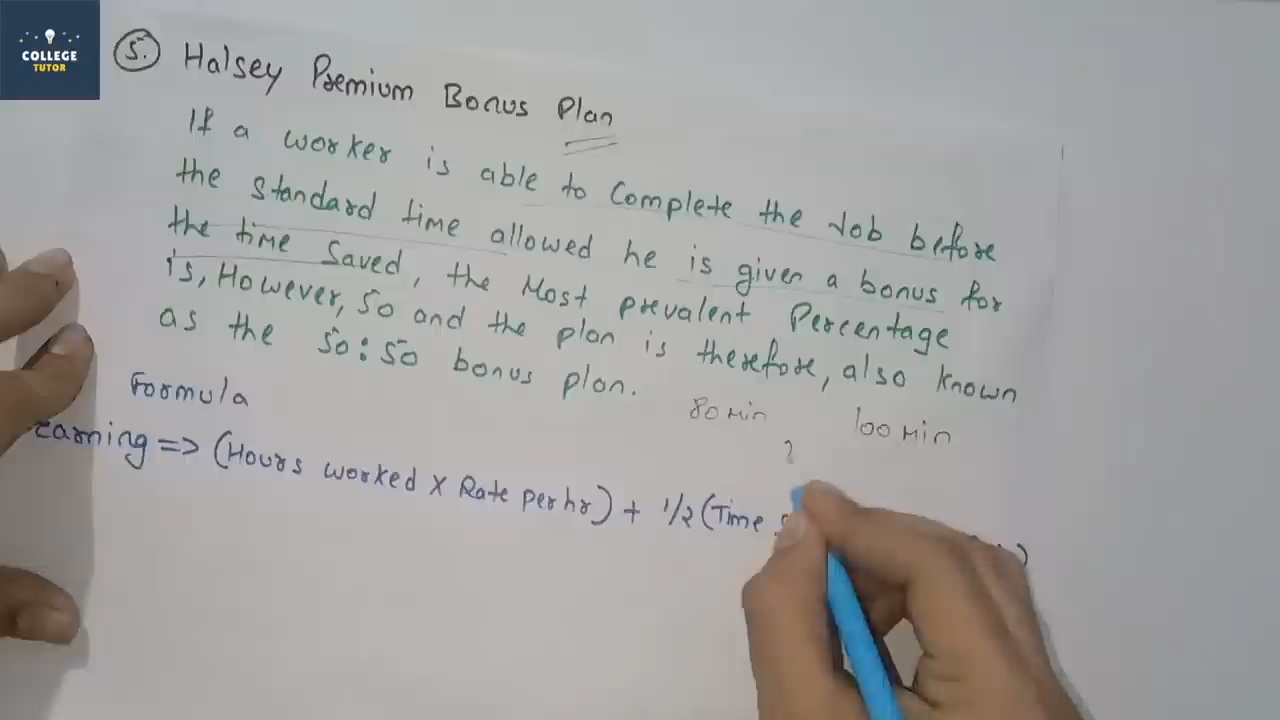 COLLEGE
TUTOR
5. Halsey Premium Bonus Plan
If a worker is able to Complete the Job before
the standard time allowed he is given a bonus for
the time Saved, the Most prevalent Percentage
is, However, 50 and the plan is therefore, also known
as the 50:50 bonus plan.
80 Min 100 Min
Formula
earning => (Hours worked X Rate per hr) + 1/2 (Time